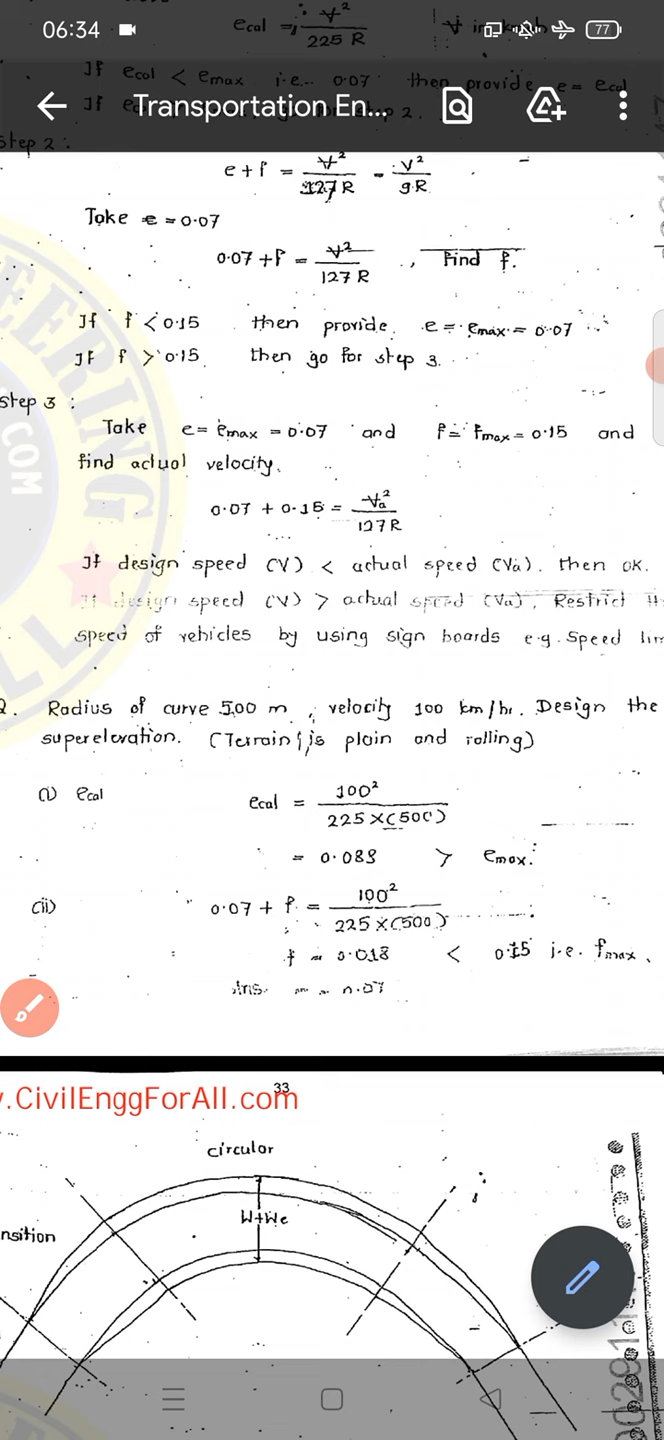 06:34
77
ecal = V²/225 R
If ecal < emax i.e.. 0.07 then provide e = ecal
Transportation En...
step 2 :
e + f = V²/127 R = V²/gR
Take e = 0.07
0.07 + f = V²/127 R , Find f.
If f < 0.15 then provide e = emax = 0.07
If f > 0.15 then go for step 3.
step 3 :
Take e = emax = 0.07 and f = fmax = 0.15 and
find actual velocity.
0.07 + 0.15 = Va²/127R
If design speed (V) < actual speed (Va). then ok.
If design speed (V) > actual speed (Va), Restrict
speed of vehicles by using sign boards e.g. speed
Radius of curve 500 m , velocity 100 km/hr. Design the
superelevation. (Terrain is plain and rolling)
(i) ecal
ecal = 100²/225 X (500)
= 0.088 > emax.
(ii) 0.07 + f = 100²/225 X (500)
f = 0.018 < 0.15 i.e. fmax.
Ans. 0.07
33
.CivilEnggForAll.com
circular
W+We